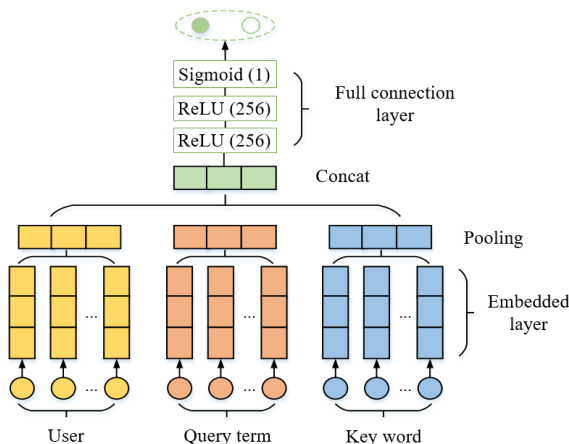 Sigmoid (1)
ReLU (256)
ReLU (256)
Full connection
layer
Concat
Pooling
...
...
...
Embedded
layer
...
...
...
User
Query term
Key word